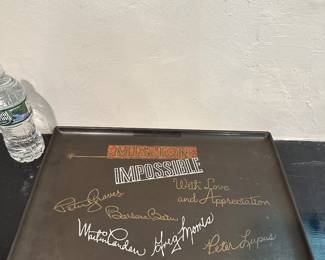 MISSION:
IMPOSSIBLE
With Love
and Appreciation
Peter Graves
Barbara Bain
Martin Landau
Greg Morris
Peter Lupus